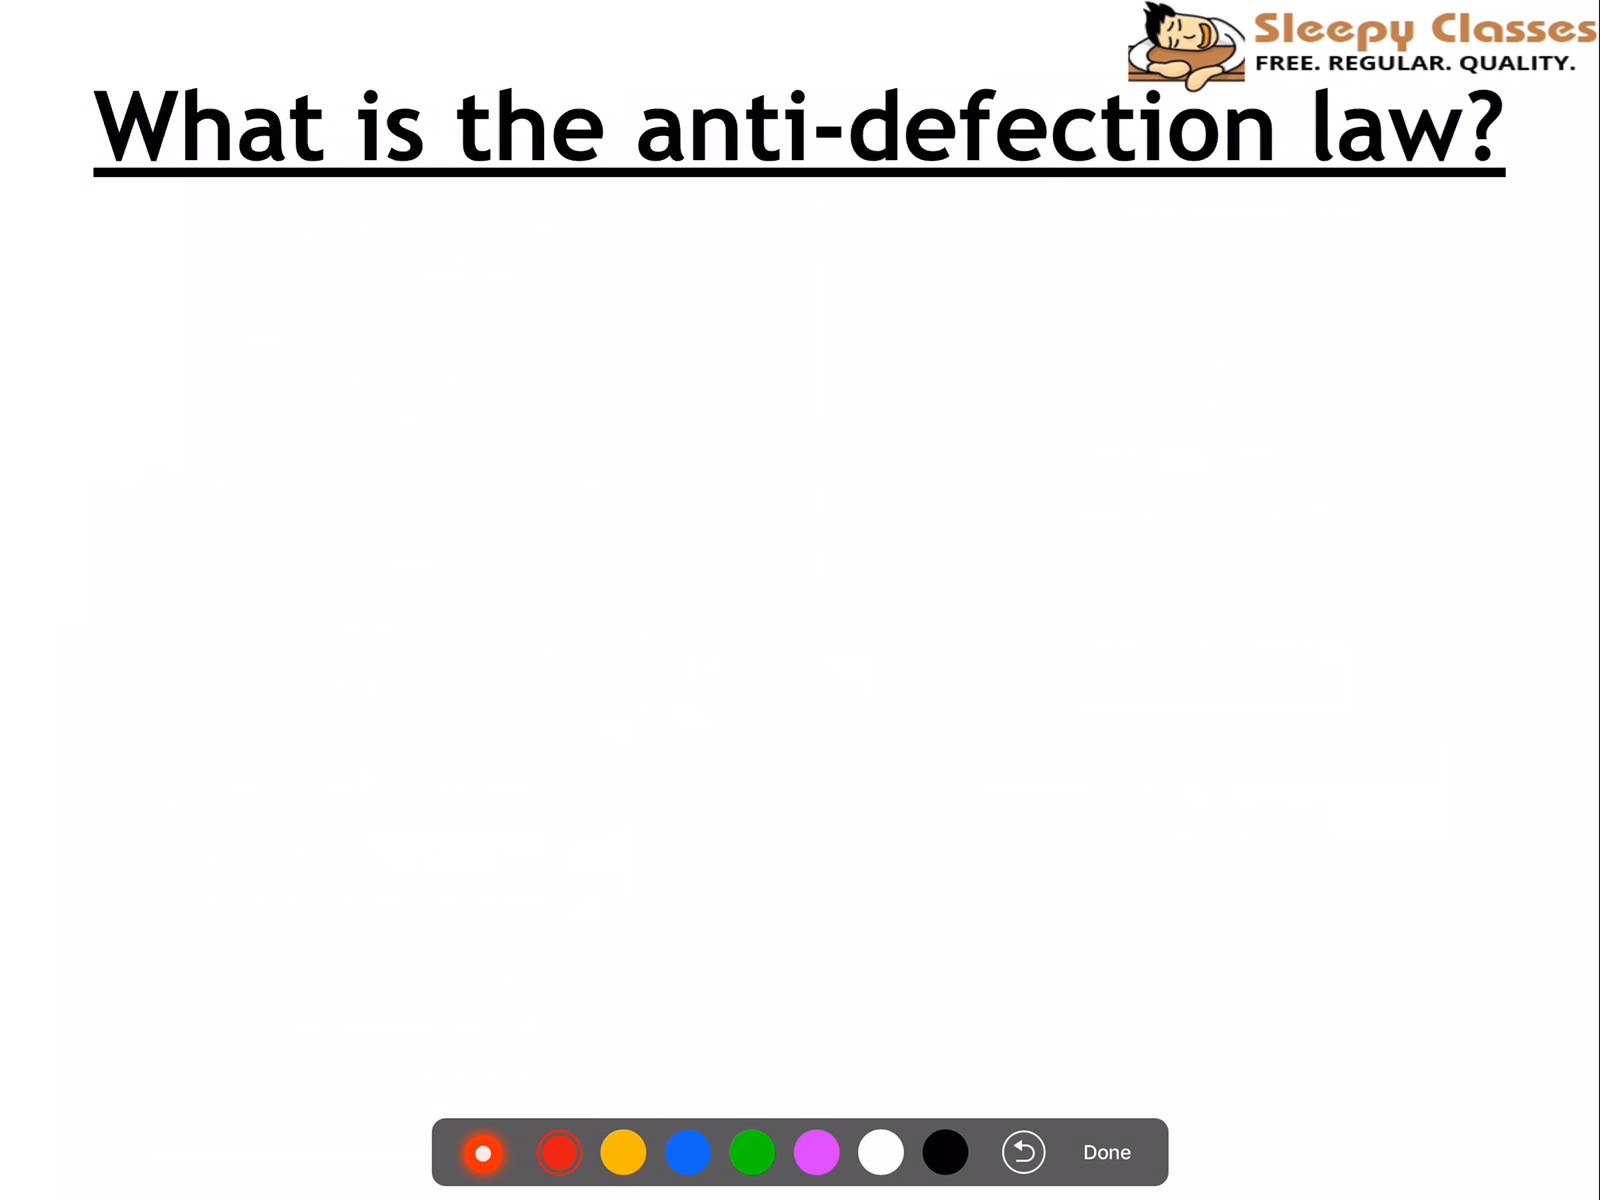 Sleepy Classes
FREE. REGULAR. QUALITY.
What is the anti-defection law?
Done